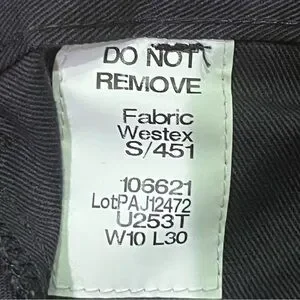 DO NOT
REMOVE
Fabric
Westex
S/451
106621
LotPAJ12472
U253T
W10 L30